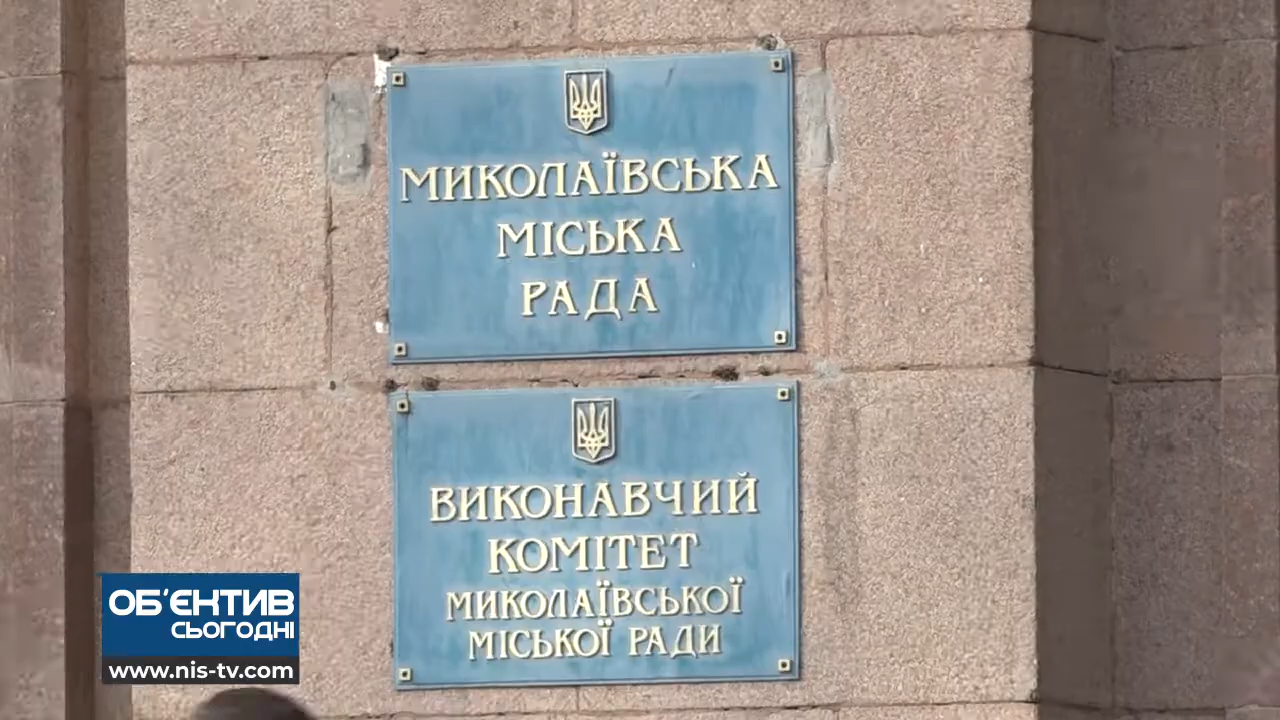 МИКОЛАЇВСЬКА
МІСЬКА
РАДА
ВИКОНАВЧИЙ
КОМІТЕТ
МИКОЛАЇВСЬКОЇ
МІСЬКОЇ РАДИ
ОБ'ЄКТИВ
СЬОГОДНІ
www.nis-tv.com